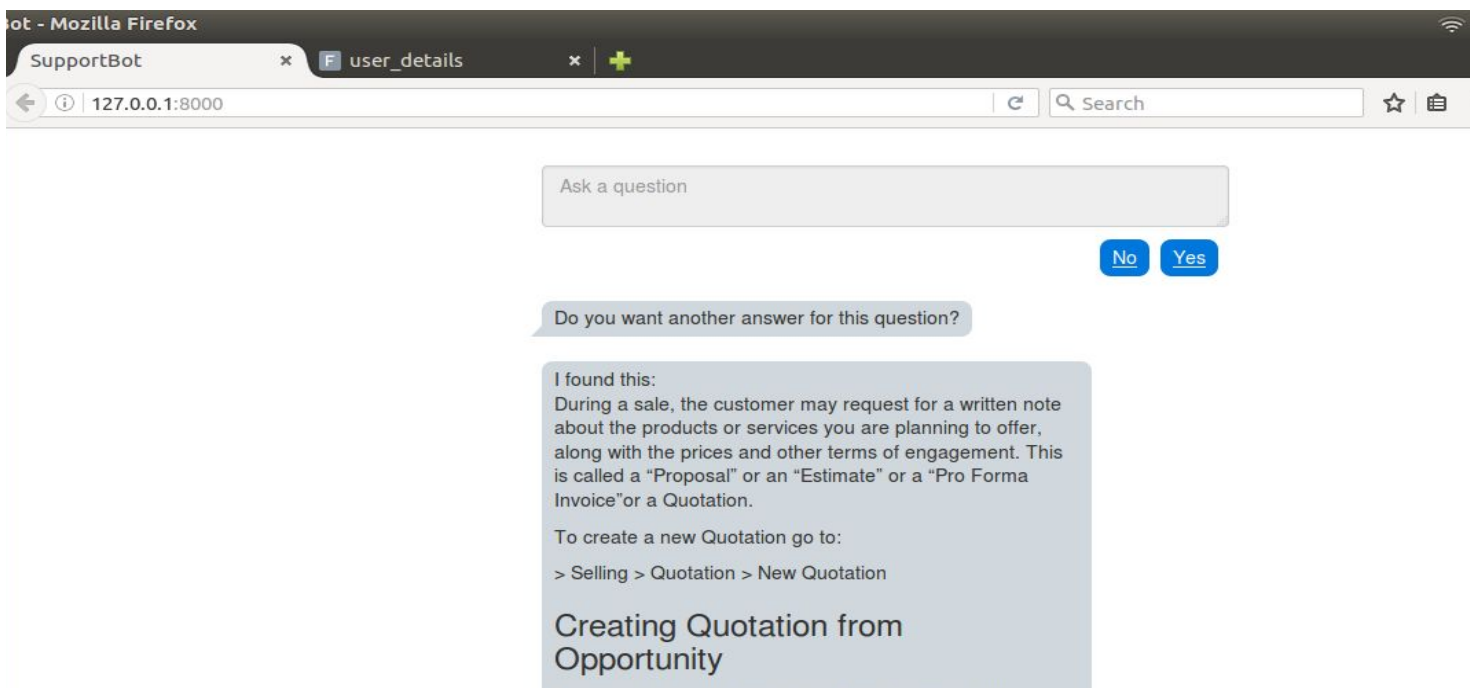 ot - Mozilla Firefox
SupportBot
F user_details
127.0.0.1:8000
Search
Ask a question
No Yes
Do you want another answer for this question?
I found this:
During a sale, the customer may request for a written note
about the products or services you are planning to offer,
along with the prices and other terms of engagement. This
is called a “Proposal” or an “Estimate” or a “Pro Forma
Invoice”or a Quotation.
To create a new Quotation go to:
> Selling > Quotation > New Quotation
Creating Quotation from
Opportunity